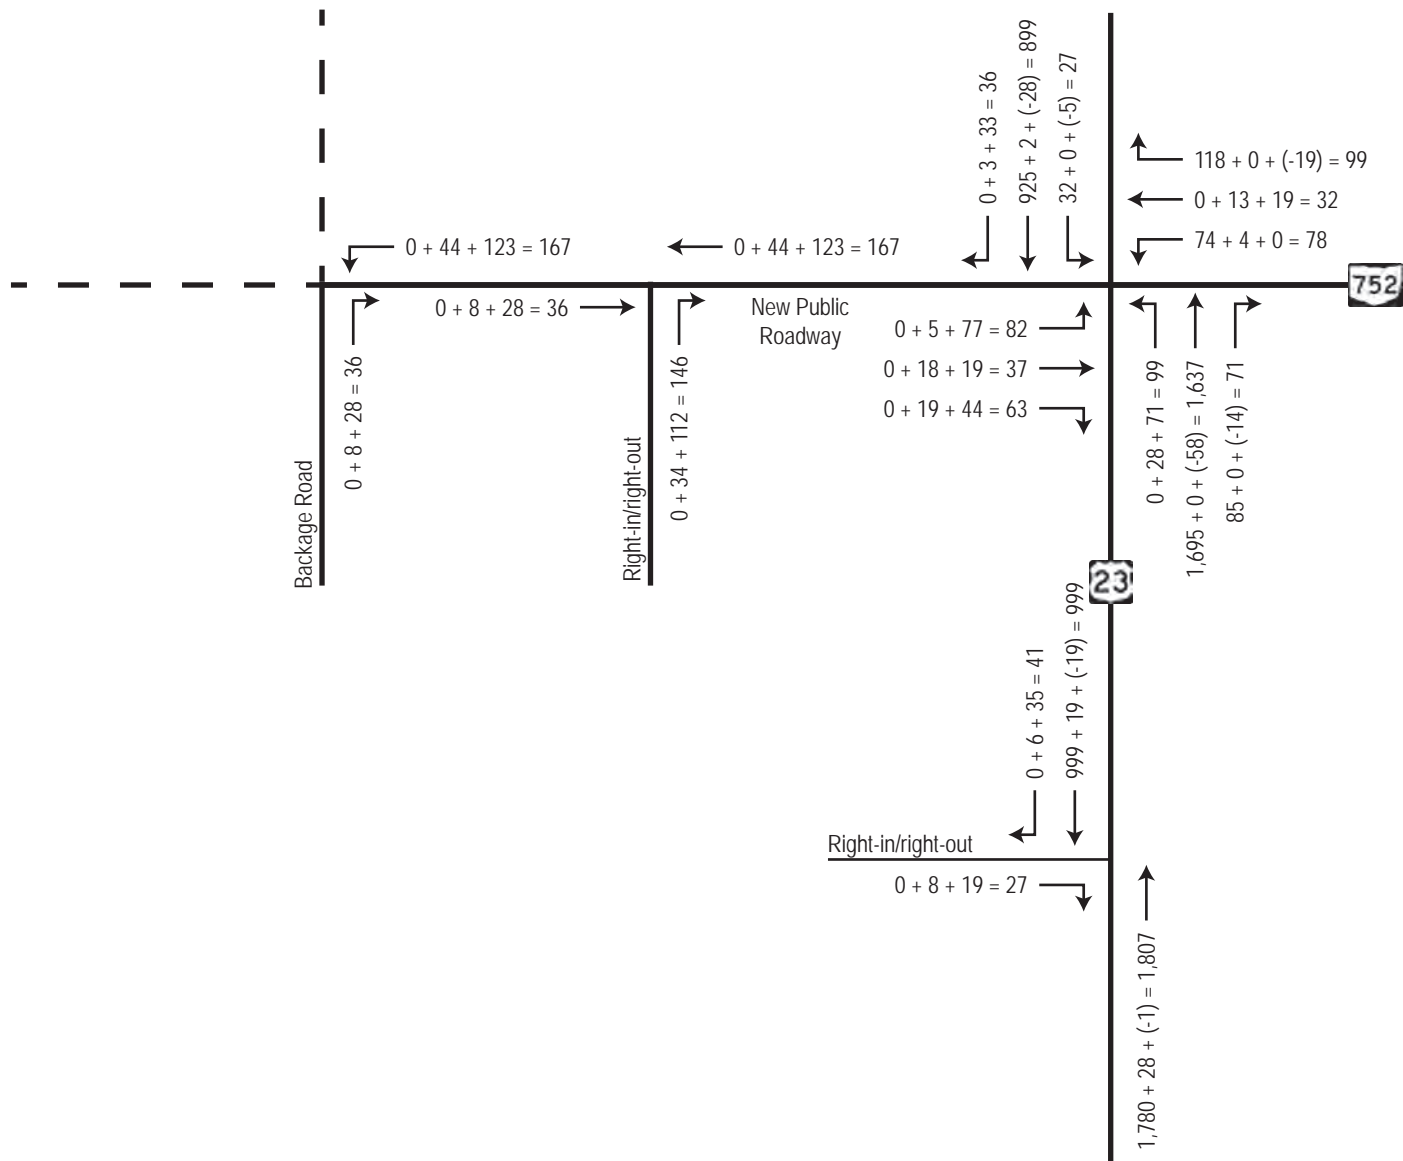 0 + 3 + 33 = 36
925 + 2 + (-28) = 899
32 + 0 + (-5) = 27
118 + 0 + (-19) = 99
0 + 13 + 19 = 32
74 + 4 + 0 = 78
0 + 44 + 123 = 167
0 + 44 + 123 = 167
752
0 + 8 + 28 = 36
New Public
Roadway
0 + 5 + 77 = 82
0 + 18 + 19 = 37
0 + 19 + 44 = 63
0 + 8 + 28 = 36
0 + 34 + 112 = 146
0 + 28 + 71 = 99
1,695 + 0 + (-58) = 1,637
85 + 0 + (-14) = 71
Backage Road
Right-in/right-out
23
0 + 6 + 35 = 41
999 + 19 + (-19) = 999
Right-in/right-out
0 + 8 + 19 = 27
1,780 + 28 + (-1) = 1,807